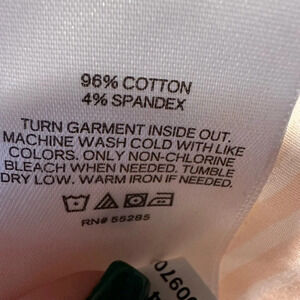 96% COTTON
4% SPANDEX
TURN GARMENT INSIDE OUT.
MACHINE WASH COLD WITH LIKE
COLORS. ONLY NON-CHLORINE
BLEACH WHEN NEEDED. TUMBLE
DRY LOW. WARM IRON IF NEEDED.
RN# 55285